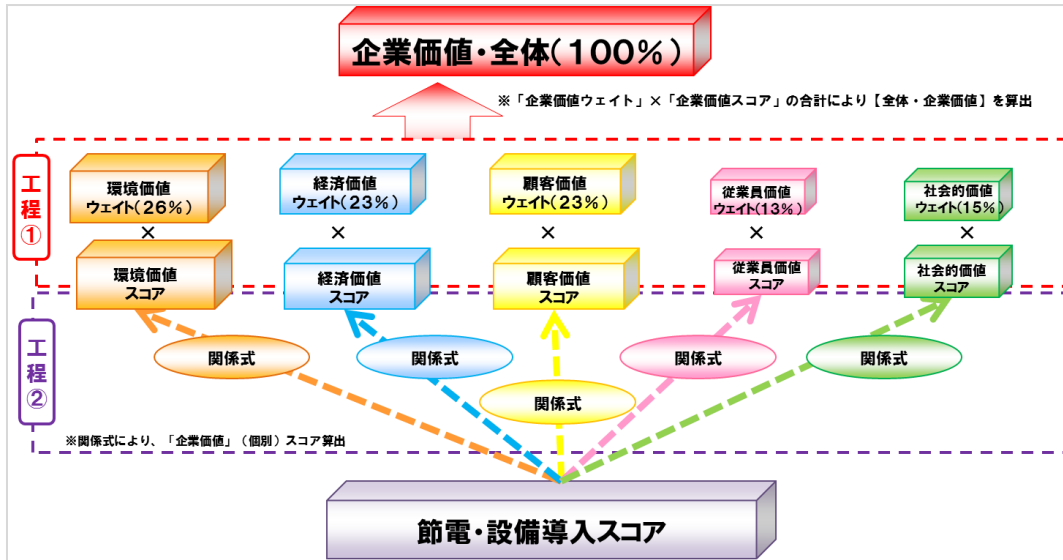 企業価値・全体(100%)
※「企業価値ウェイト」×「企業価値スコア」の合計により【全体・企業価値】を算出
工程①
環境価値
ウェイト(26%)
×
環境価値
スコア
経済価値
ウェイト(23%)
×
経済価値
スコア
顧客価値
ウェイト(23%)
×
顧客価値
スコア
従業員価値
ウェイト(13%)
×
従業員価値
スコア
社会的価値
ウェイト(15%)
×
社会的価値
スコア
工程②
関係式
関係式
関係式
関係式
関係式
※関係式により、「企業価値」(個別)スコア算出
節電・設備導入スコア